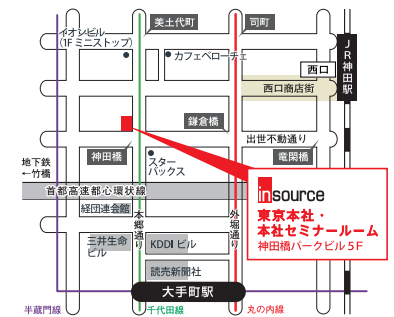 美土代町
司町
イオンビル
(1F ミニストップ)
カフェベローチェ
西口
JR神田駅
西口商店街
鎌倉橋
出世不動通り
神田橋
竜閑橋
地下鉄
←竹橋
スター
バックス
首都高速都心環状線
insource
東京本社・
本社セミナールーム
神田橋パークビル5F
経団連会館
本郷通り
外堀通り
三井生命
ビル
KDDI ビル
読売新聞社
大手町駅
半蔵門線
千代田線
丸の内線